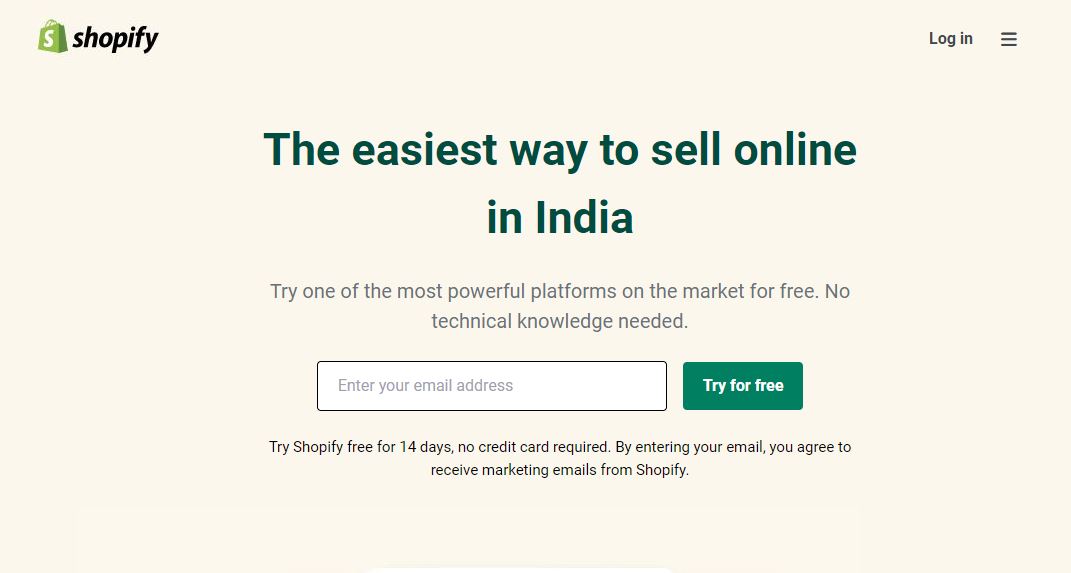 shopify
Log in
The easiest way to sell online
in India
Try one of the most powerful platforms on the market for free. No
technical knowledge needed.
Enter your email address
Try for free
Try Shopify free for 14 days, no credit card required. By entering your email, you agree to
receive marketing emails from Shopify.